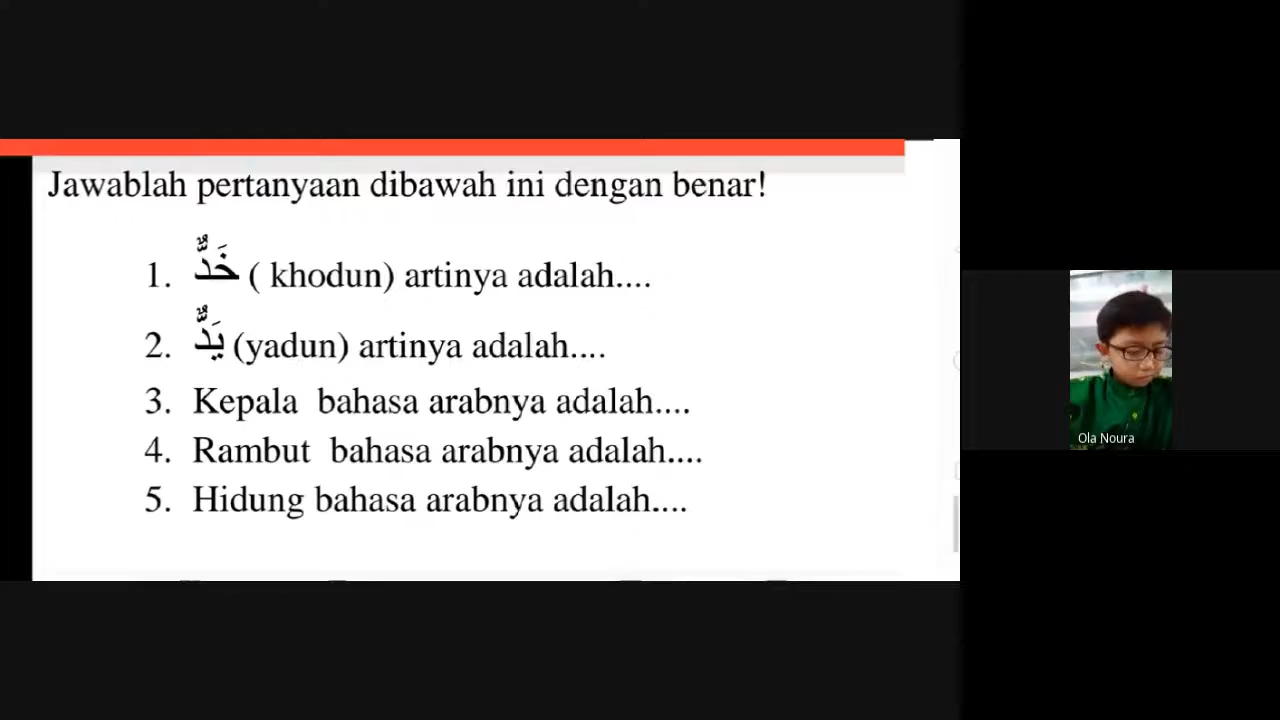 Jawablah pertanyaan dibawah ini dengan benar!
1. خَدٌّ ( khodun) artinya adalah....
2. يَدٌّ (yadun) artinya adalah....
3. Kepala bahasa arabnya adalah....
4. Rambut bahasa arabnya adalah....
5. Hidung bahasa arabnya adalah....
Ola Noura